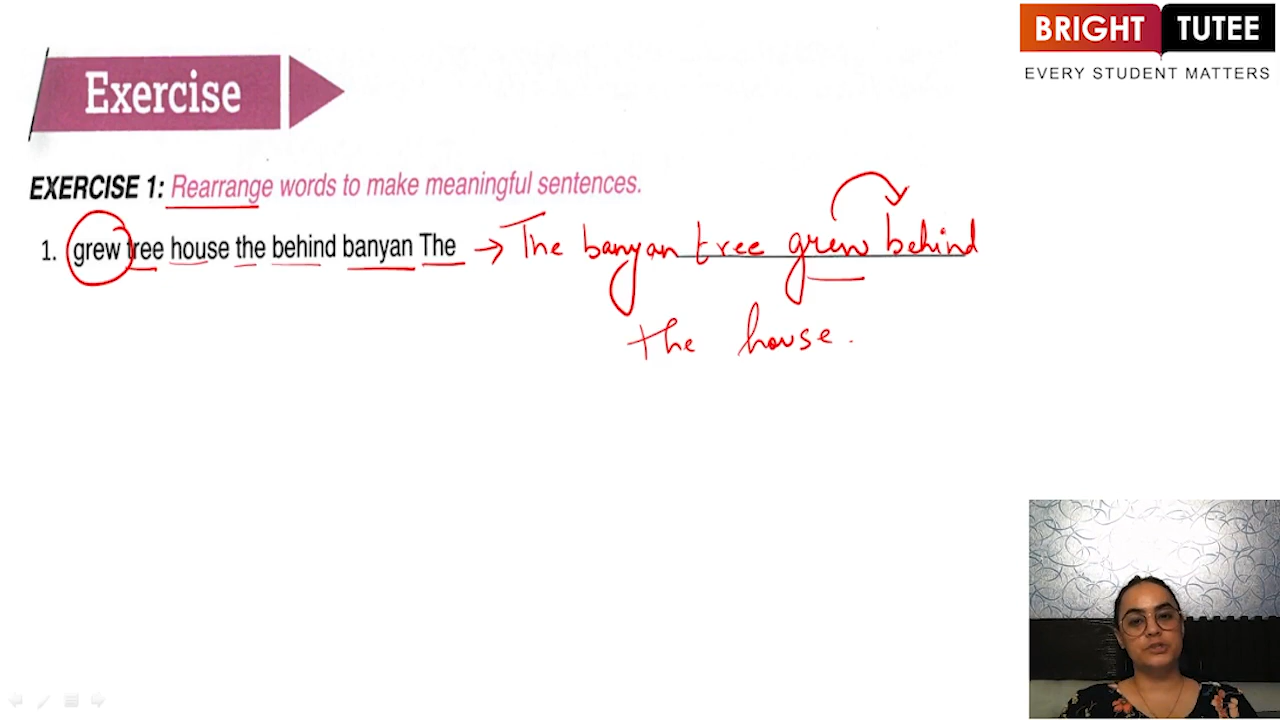 BRIGHT TUTEE
EVERY STUDENT MATTERS
Exercise
EXERCISE 1: Rearrange words to make meaningful sentences.
1. grew tree house the behind banyan The → The banyan tree grew behind
the house.